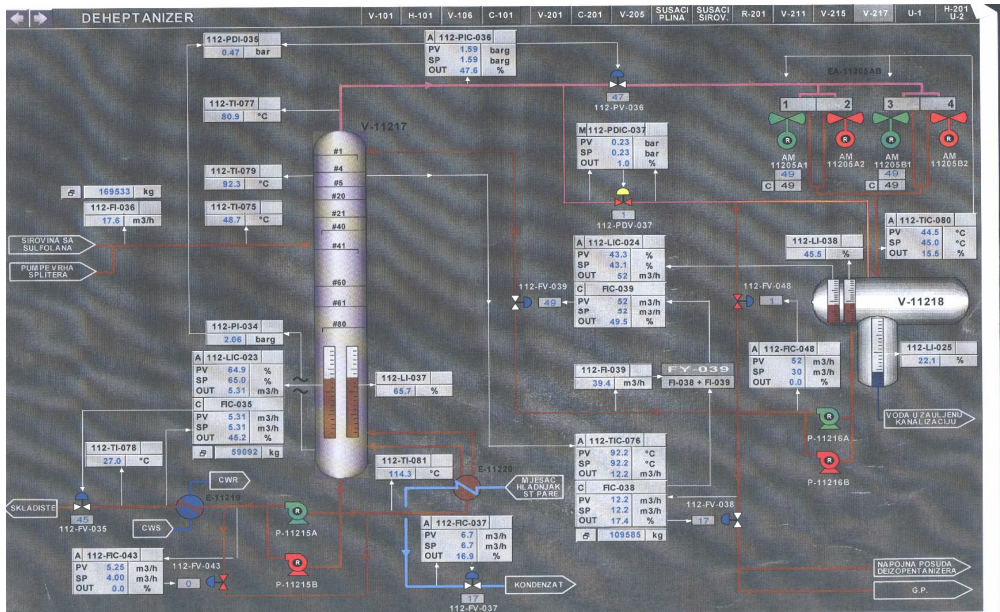 DEHEPTANIZER
V-101 H-101 V-106 C-101 V-201 C-201 V-205 SUSACI PLINA SUSACI SIROV. R-201 V-211 V-215 V-217 U-1 H-201 U-2
112-PDI-035
0.47 bar
A 112-PIC-036
PV 1.59 barg
SP 1.59 barg
OUT 47.6 %
47
112-PV-036
EA-11205AB
1 2 3 4
R R R R
AM 11205A1
AM 11205A2
AM 11205B1
AM 11205B2
49
C 49
49
C 49
112-TI-077
80.9 °C
V-11217
M 112-PDIC-037
PV 0.23 bar
SP 0.23 bar
OUT 1.0 %
1
112-PDV-037
#1
#4
#5
#20
#21
#40
#41
#60
#61
#80
112-TI-079
92.3 °C
169533 kg
112-FI-036
17.6 m3/h
112-TI-075
48.7 °C
SIROVINA SA SULFOLANA
PUMPE VRHA SPLITERA
A 112-TIC-080
PV 44.5 °C
SP 45.0 °C
OUT 15.5 %
112-LI-038
45.5 %
A 112-LIC-024
PV 43.3 %
SP 43.1 %
OUT 52 m3/h
C FIC-039
PV 52 m3/h
SP 52 m3/h
OUT 49.5 %
112-FV-039
49
112-FV-048
1
V-11218
112-PI-034
2.06 barg
A 112-LIC-023
PV 64.9 %
SP 65.0 %
OUT 5.31 m3/h
C FIC-035
PV 5.31 m3/h
SP 5.31 m3/h
OUT 45.2 %
59092 kg
112-LI-037
65.7 %
112-FI-039
39.4 m3/h
FY-039
FI-038 + FI-039
A 112-FIC-048
PV 52 m3/h
SP 30 m3/h
OUT 0.0 %
112-LI-025
22.1 %
VODA U ZAULJENU KANALIZACIJU
R
P-11216A
R
P-11216B
112-TI-078
27.0 °C
112-TI-081
114.3 °C
E-11220
MJESAC HLADNJAK ST PARE
A 112-TIC-076
PV 92.2 °C
SP 92.2 °C
OUT 12.2 m3/h
C FIC-038
PV 12.2 m3/h
SP 12.2 m3/h
OUT 17.4 %
109585 kg
17
112-FV-038
CWR
E-11219
CWS
SKLADISTE
45
112-FV-035
R
P-11215A
R
P-11215B
A 112-FIC-043
PV 5.25 m3/h
SP 4.00 m3/h
OUT 0.0 %
112-FV-043
0
A 112-FIC-037
PV 6.7 m3/h
SP 6.7 m3/h
OUT 16.9 %
17
112-FV-037
KONDENZAT
NAPOJNA POSUDA DEIZOPENTANIZERA
G.P.